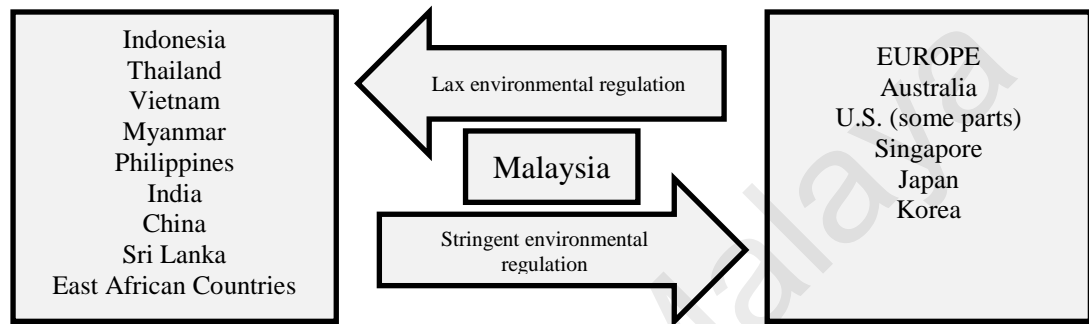 Indonesia
Thailand
Vietnam
Myanmar
Philippines
India
China
Sri Lanka
East African Countries
Lax environmental regulation
Malaysia
Stringent environmental
regulation
EUROPE
Australia
U.S. (some parts)
Singapore
Japan
Korea